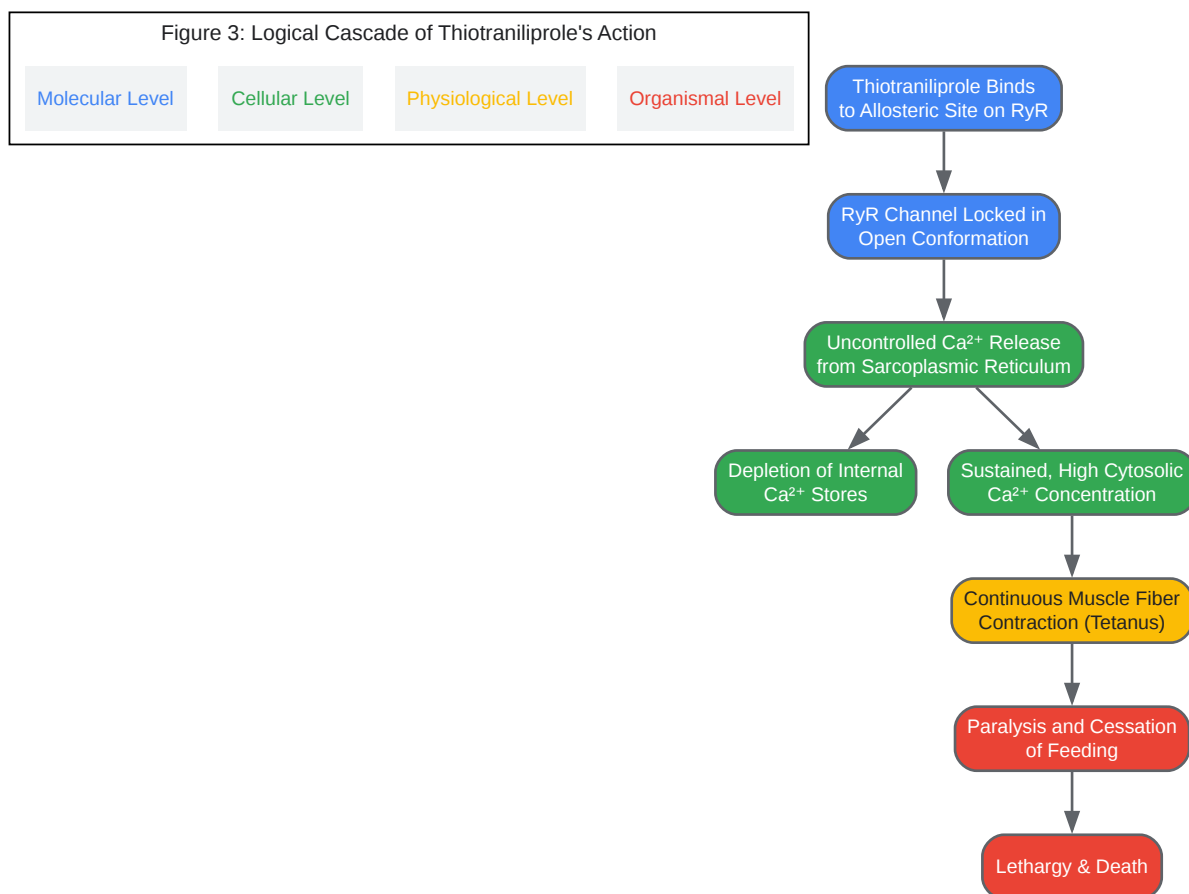 Figure 3: Logical Cascade of Thiotraniliprole's Action
Molecular Level
Cellular Level
Physiological Level
Organismal Level
Thiotraniliprole Binds
to Allosteric Site on RyR
RyR Channel Locked in
Open Conformation
Uncontrolled Ca²⁺ Release
from Sarcoplasmic Reticulum
Depletion of Internal
Ca²⁺ Stores
Sustained, High Cytosolic
Ca²⁺ Concentration
Continuous Muscle Fiber
Contraction (Tetanus)
Paralysis and Cessation
of Feeding
Lethargy & Death